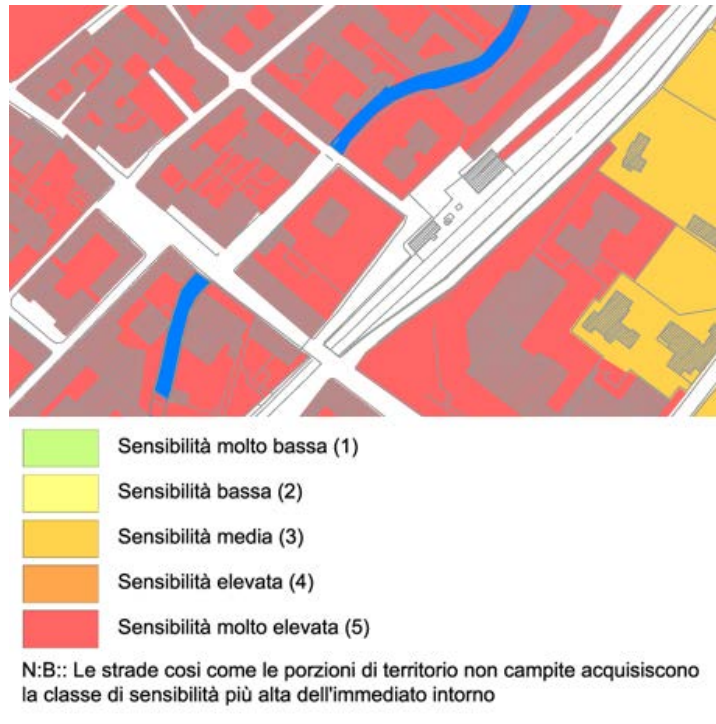 Sensibilità molto bassa (1)
Sensibilità bassa (2)
Sensibilità media (3)
Sensibilità elevata (4)
Sensibilità molto elevata (5)
N:B:: Le strade cosi come le porzioni di territorio non campite acquisiscono
la classe di sensibilità più alta dell'immediato intorno